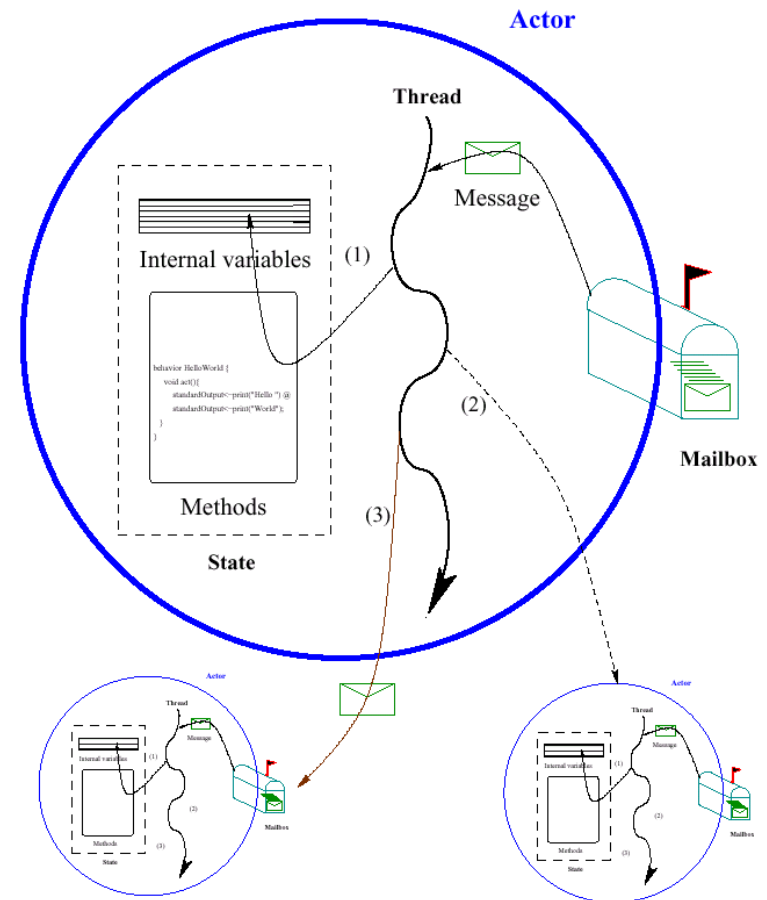 Actor
Thread
Message
Internal variables
(1)
behavior HelloWorld {
void act(){
standardOutput<-print("Hello ") @
standardOutput<-print("World");
}
}
(2)
Mailbox
Methods
(3)
State
Actor
Thread
Message
Internal variables
(1)
(2)
Mailbox
(3)
Methods
State
Actor
Thread
Message
Internal variables
(1)
(2)
Mailbox
(3)
Methods
State